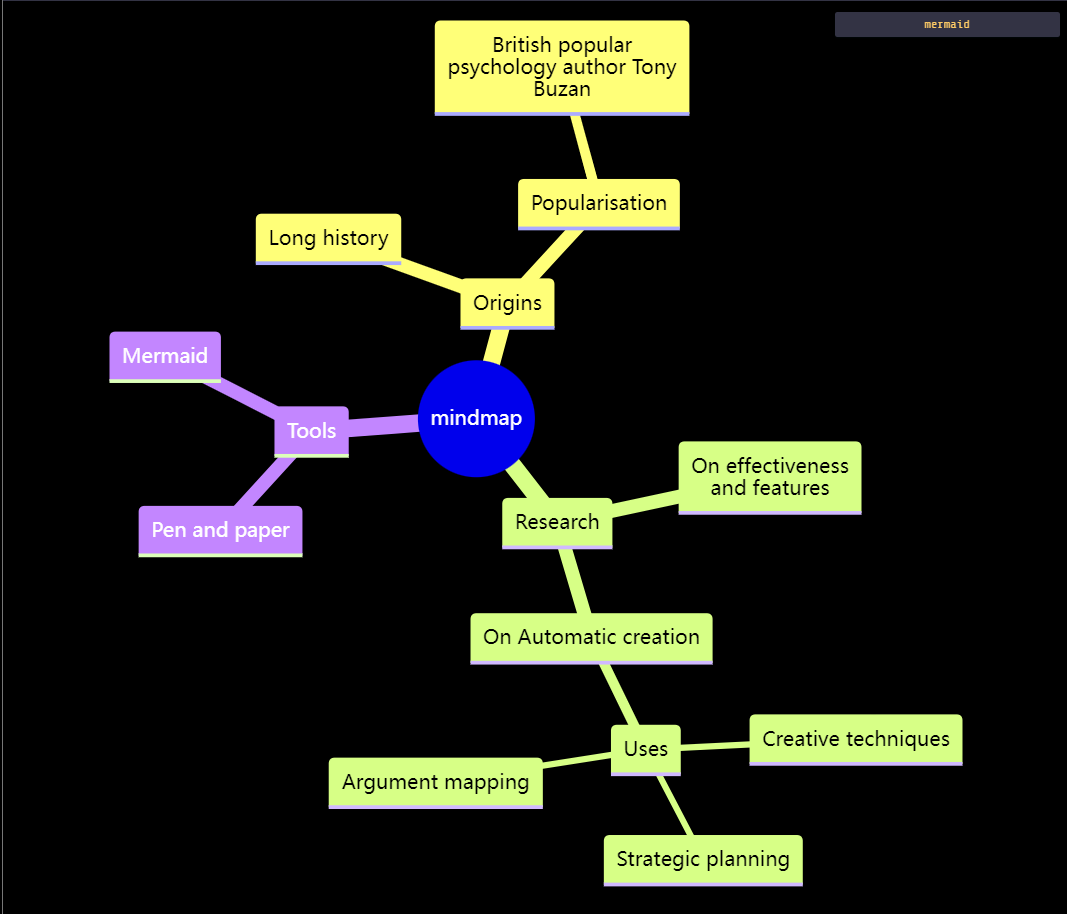 mermaid
British popular
psychology author Tony
Buzan
Popularisation
Long history
Origins
Mermaid
mindmap
Tools
On effectiveness
and features
Research
Pen and paper
On Automatic creation
Uses
Creative techniques
Argument mapping
Strategic planning